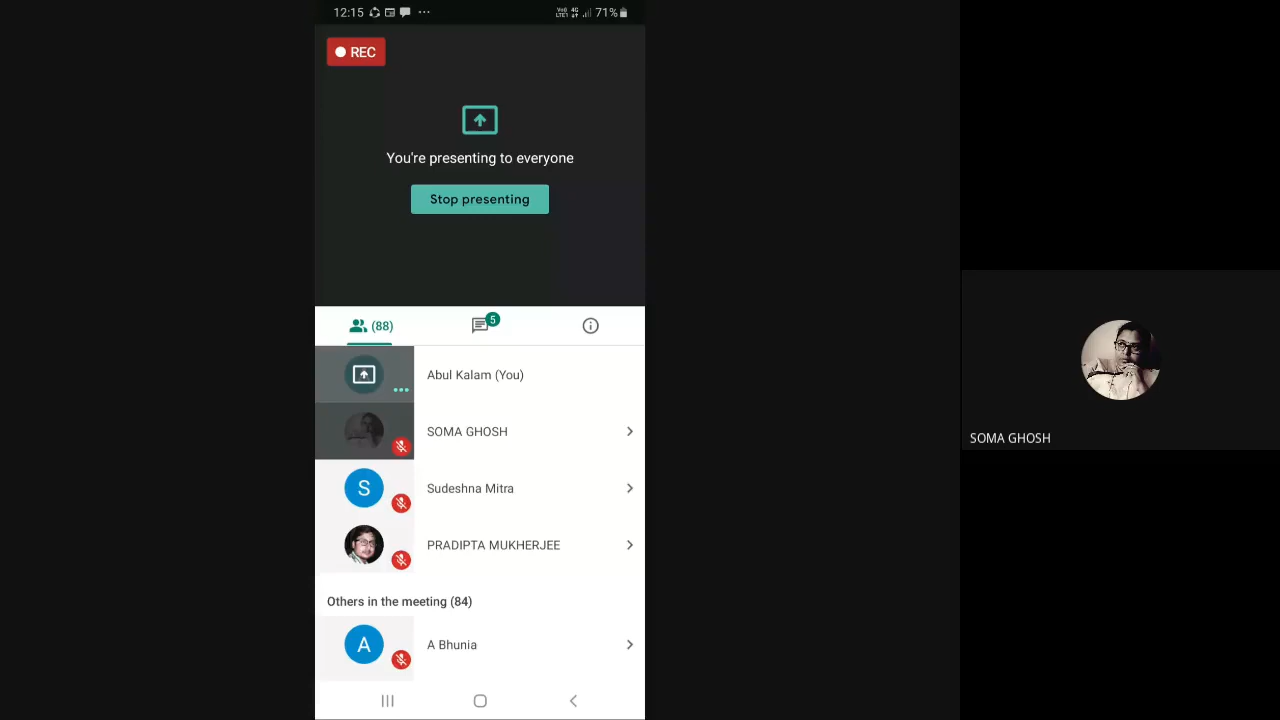 12:15 ... 71%
REC
You're presenting to everyone
Stop presenting
(88) 5
Abul Kalam (You)
SOMA GHOSH
S Sudeshna Mitra
PRADIPTA MUKHERJEE
Others in the meeting (84)
A A Bhunia
SOMA GHOSH